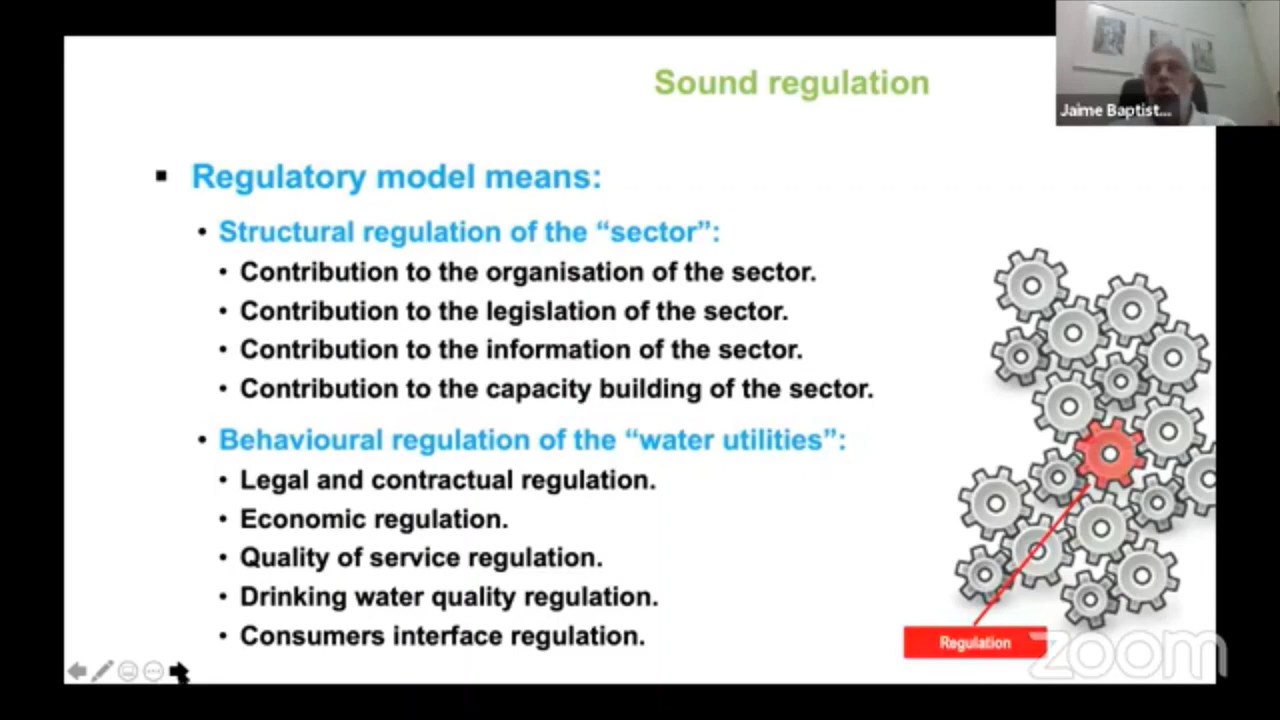 Sound regulation
Jaime Baptist...
Regulatory model means:
Structural regulation of the “sector”:
Contribution to the organisation of the sector.
Contribution to the legislation of the sector.
Contribution to the information of the sector.
Contribution to the capacity building of the sector.
Behavioural regulation of the “water utilities”:
Legal and contractual regulation.
Economic regulation.
Quality of service regulation.
Drinking water quality regulation.
Consumers interface regulation.
Regulation
zoom